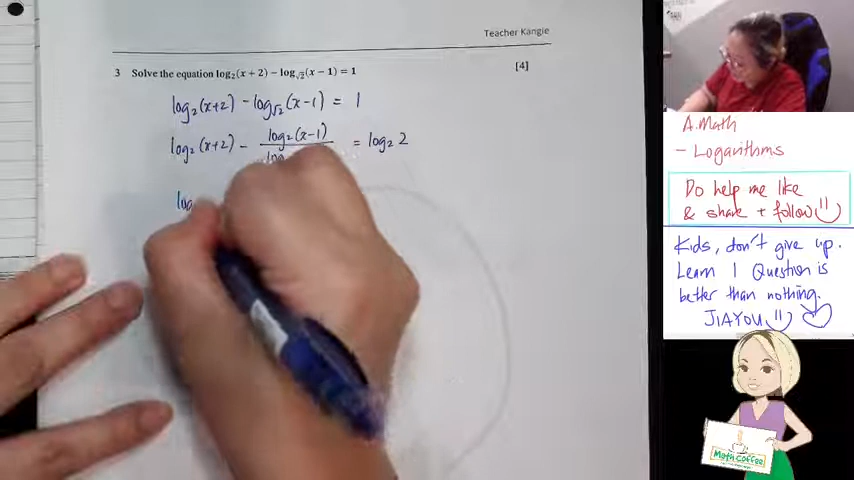 Teacher Kangie
3 Solve the equation log₂(x + 2) − log√₂(x − 1) = 1 [4]
log₂(x+2) − log√₂(x−1) = 1
log₂(x+2) − log₂(x−1) = log₂ 2
log
A.Math
- Logarithms
Do help me like
& share + follow
Kids, don't give up.
Learn 1 Question is
better than nothing.
JIAYOU
Math Coffee